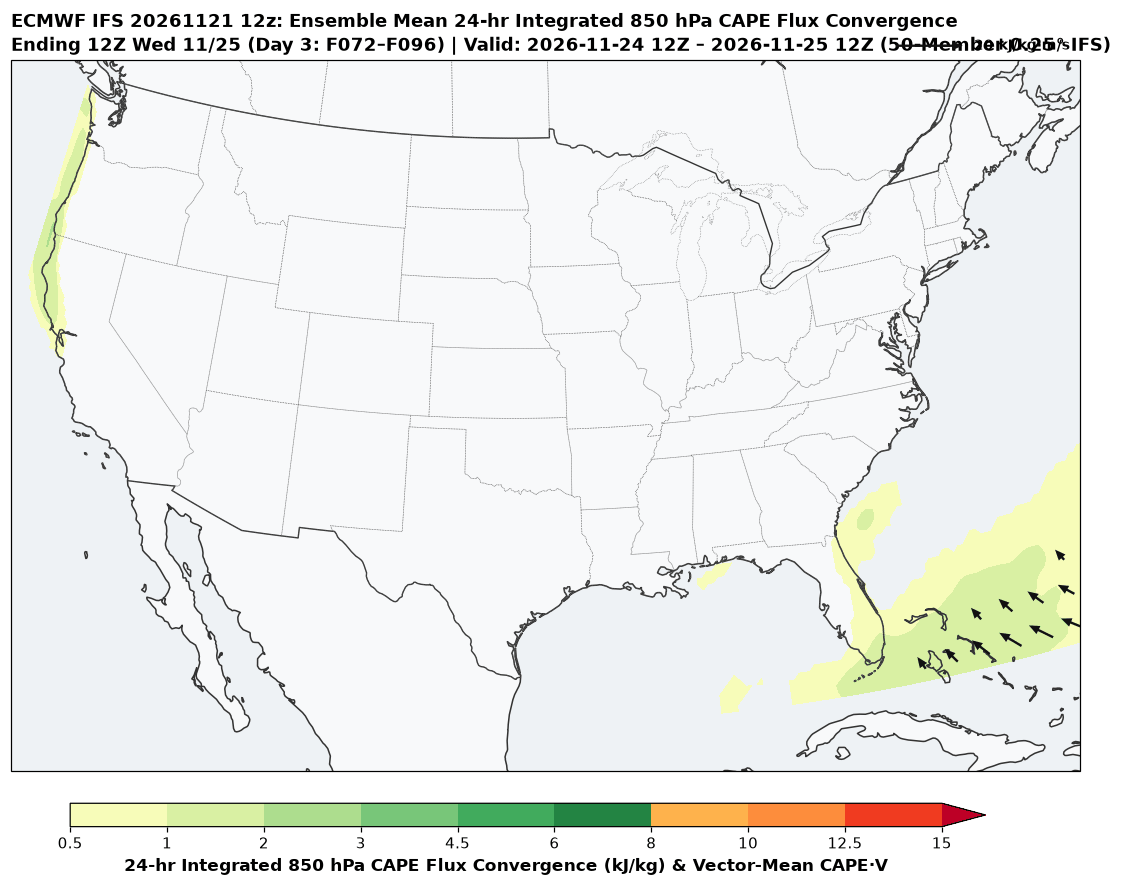 ECMWF IFS 20261121 12z: Ensemble Mean 24-hr Integrated 850 hPa CAPE Flux Convergence
Ending 12Z Wed 11/25 (Day 3: F072–F096) | Valid: 2026-11-24 12Z – 2026-11-25 12Z (50-Member 0.25° IFS)
0.5 1 2 3 4.5 6 8 10 12.5 15
24-hr Integrated 850 hPa CAPE Flux Convergence (kJ/kg) & Vector-Mean CAPE·V